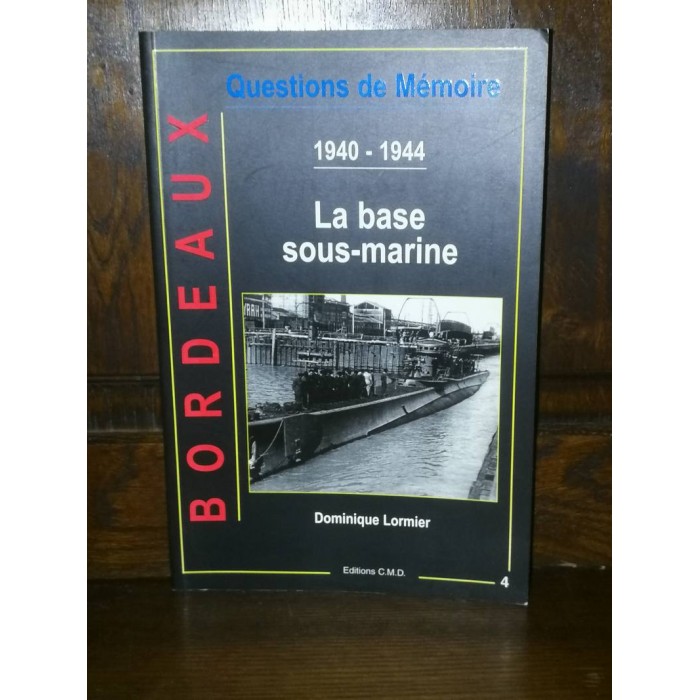 Questions de Mémoire
BORDEAUX
1940 - 1944
La base
sous-marine
Dominique Lormier
Editions C.M.D.
4